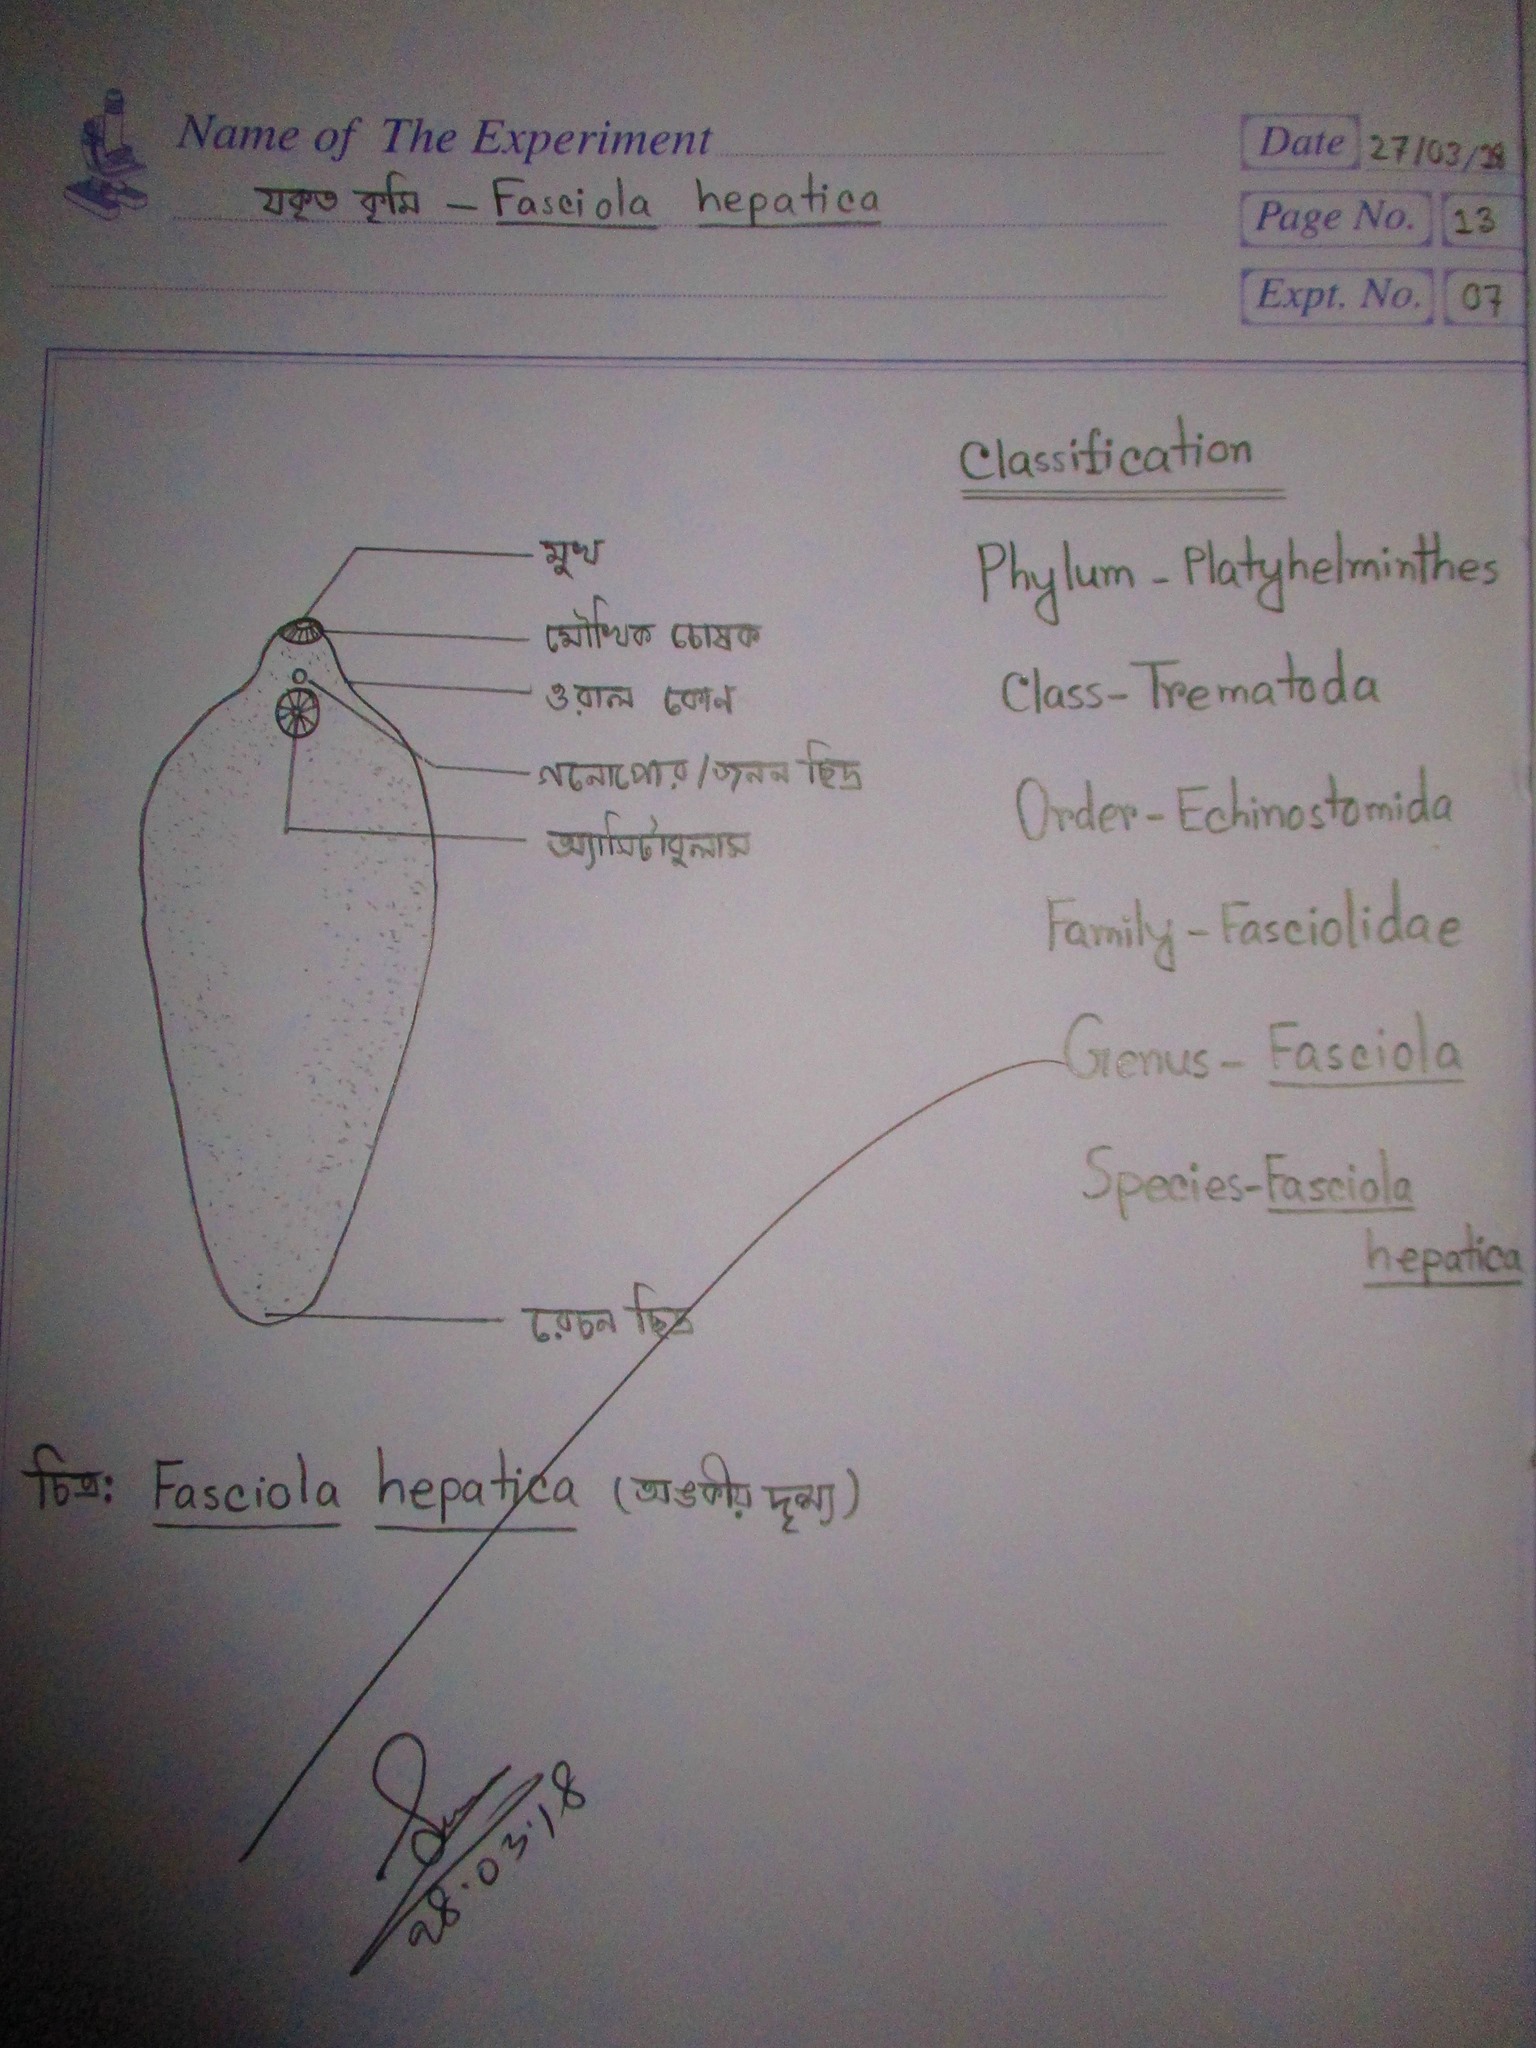 Name of The Experiment
যকৃত কৃমি - Fasciola hepatica
Date 27/03/18
Page No. 13
Expt. No. 07
Classification
Phylum - Platyhelminthes
Class - Trematoda
Order - Echinostomida
Family - Fasciolidae
Genus - Fasciola
Species - Fasciola
hepatica
মুখ
মৌখিক চোষক
ওরাল কোন
গনোপোর/জনন ছিদ্র
অ্যাসিটাবুলাম
রেচন ছিদ্র
চিত্র: Fasciola hepatica (অঙ্কীয় দৃশ্য)
28.03.18